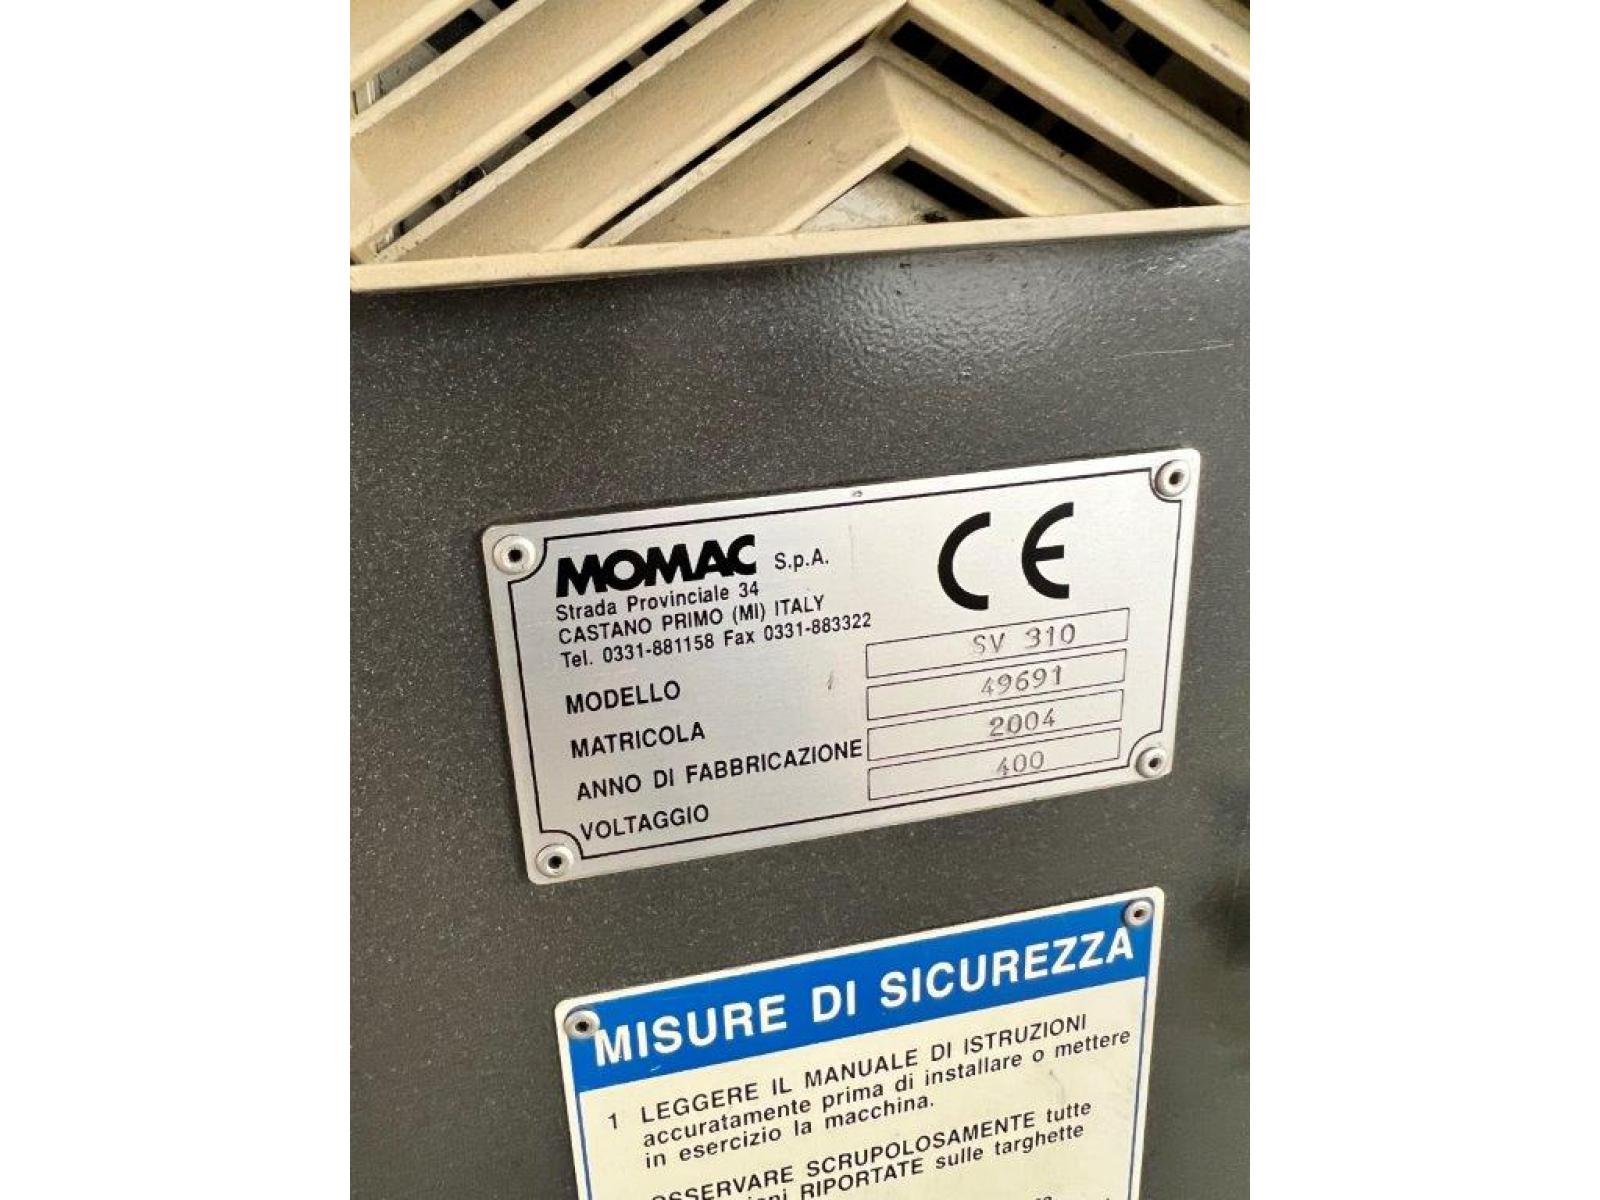 MOMAC S.p.A.
CE
Strada Provinciale 34
CASTANO PRIMO (MI) ITALY
Tel. 0331-881158 Fax 0331-883322
MODELLO SV 310
MATRICOLA 49691
ANNO DI FABBRICAZIONE 2004
VOLTAGGIO 400
MISURE DI SICUREZZA
1 LEGGERE IL MANUALE DI ISTRUZIONI
accuratamente prima di installare o mettere
in esercizio la macchina.
OSSERVARE SCRUPOLOSAMENTE tutte
RIPORTATE sulle targhette